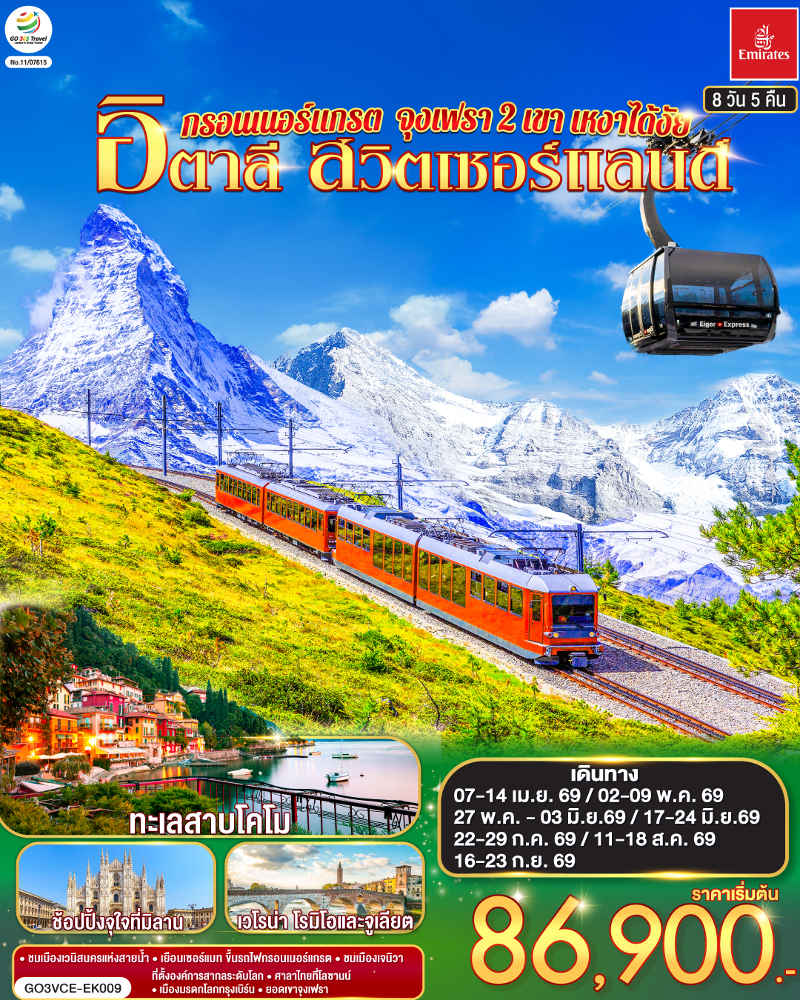 GO 365 Travel
Leaders in Global Tourism
No.11/07615
Emirates
8 วัน 5 คืน
กรอนเนอร์แกรต จุงเฟรา 2 เขา เหงาได้งัย
อิตาลี สวิตเซอร์แลนด์
Eiger Express
ทะเลสาบโคโม
เดินทาง
07-14 เม.ย. 69 / 02-09 พ.ค. 69
27 พ.ค. - 03 มิ.ย.69 / 17-24 มิ.ย.69
22-29 ก.ค. 69 / 11-18 ส.ค. 69
16-23 ก.ย. 69
ช้อปปิ้งจุใจที่มิลาน
เวโรน่า โรมิโอและจูเลียต
ราคาเริ่มต้น
86,900.-
• ชมเมืองเวนิสนครแห่งสายน้ำ • เยือนเซอร์แมท ขึ้นรถไฟกรอนเนอร์แกรต • ชมเมืองเจนิวา
ที่ตั้งองค์การสากลระดับโลก • ศาลาไทยที่โลซานน์
• เมืองมรดกโลกกรุงเบิร์น • ยอดเขาจุงเฟรา
GO3VCE-EK009